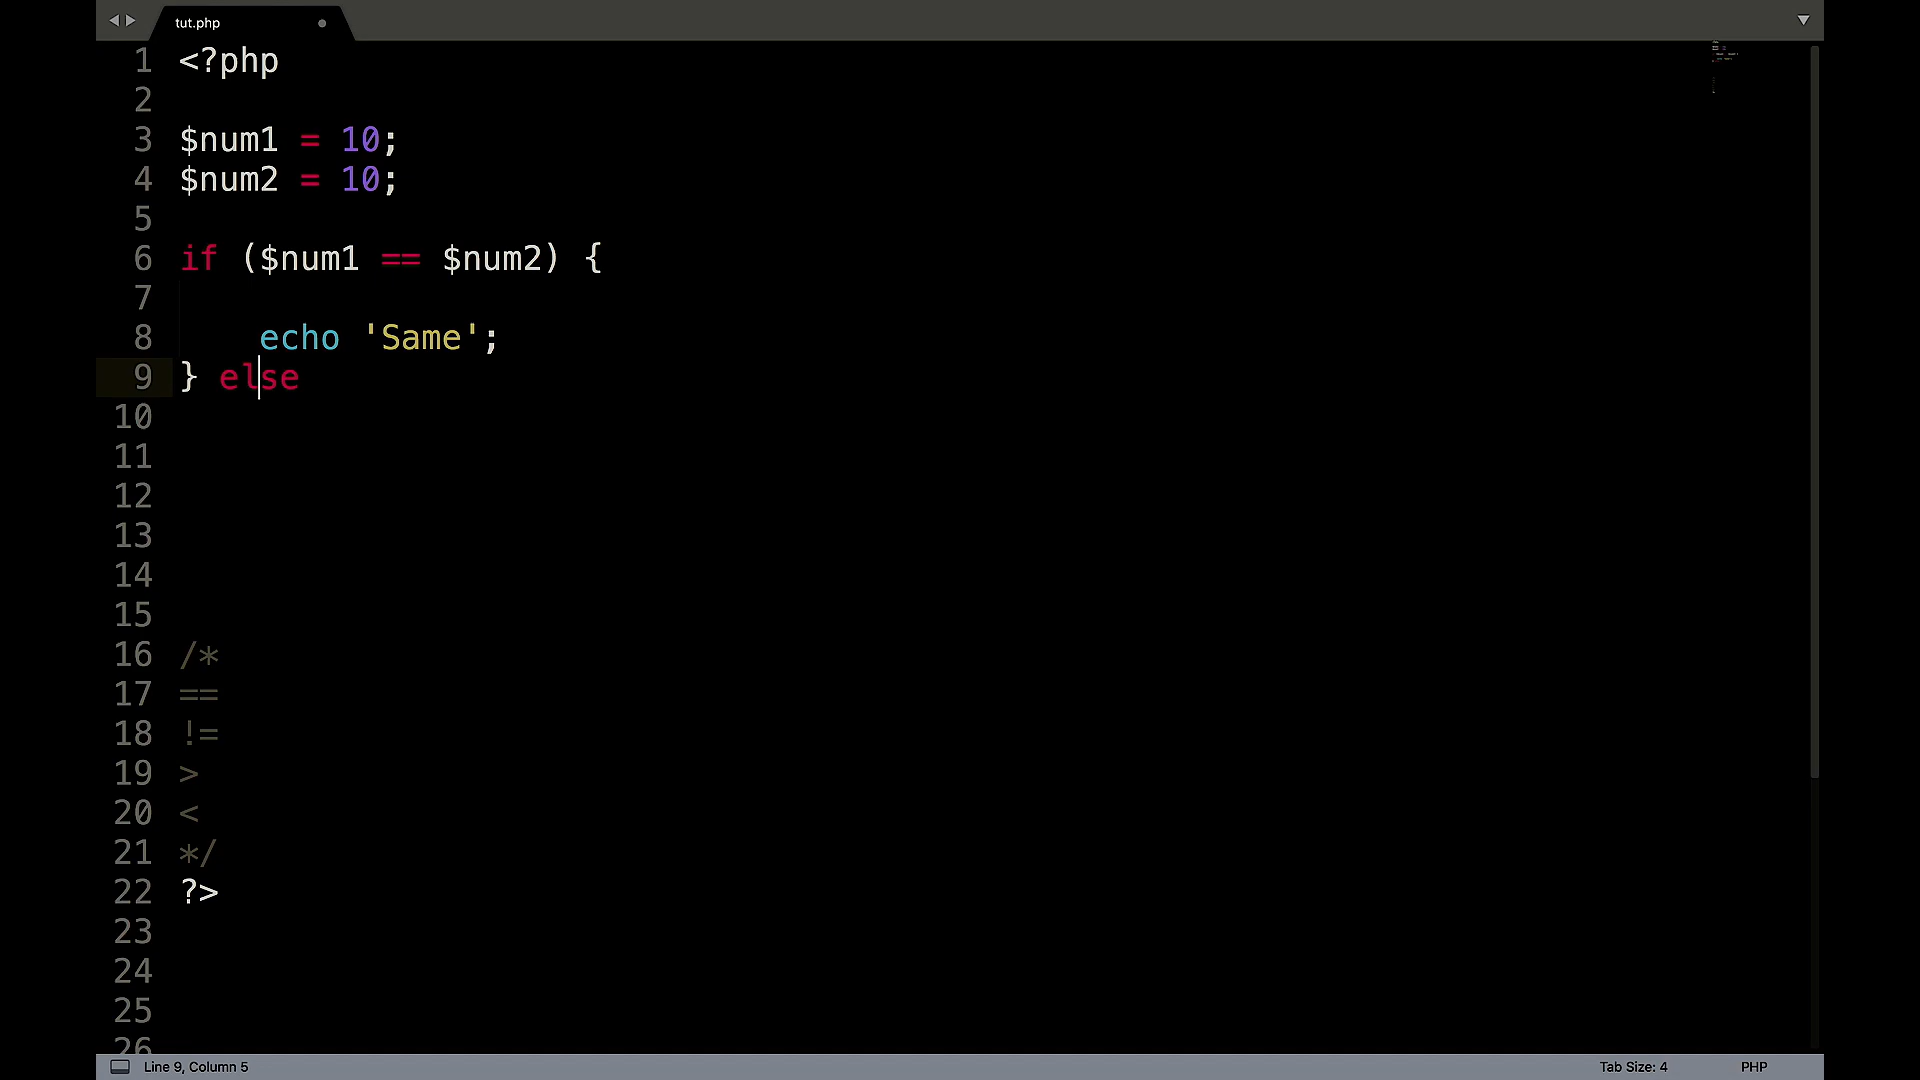 tut.php
1 <?php
2
3 $num1 = 10;
4 $num2 = 10;
5
6 if ($num1 == $num2) {
7
8     echo 'Same';
9 } else
10
11
12
13
14
15
16 /*
17 ==
18 !=
19 >
20 <
21 */
22 ?>
23
24
25
26
Line 9, Column 5 Tab Size: 4 PHP